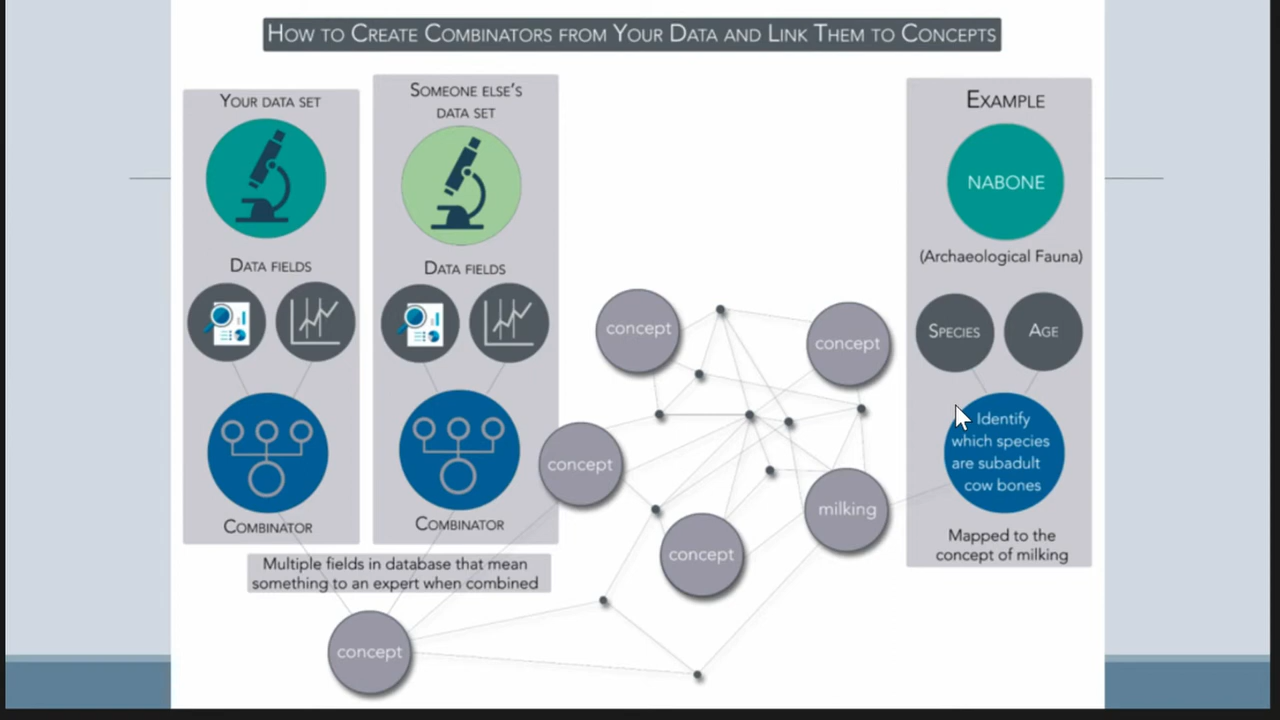 How to Create Combinators from Your Data and Link Them to Concepts
Your data set
Data fields
Combinator
Someone else's
data set
Data fields
Combinator
Multiple fields in database that mean
something to an expert when combined
concept
concept
concept
concept
concept
milking
Example
NABONE
(Archaeological Fauna)
Species
Age
Identify
which species
are subadult
cow bones
Mapped to the
concept of milking